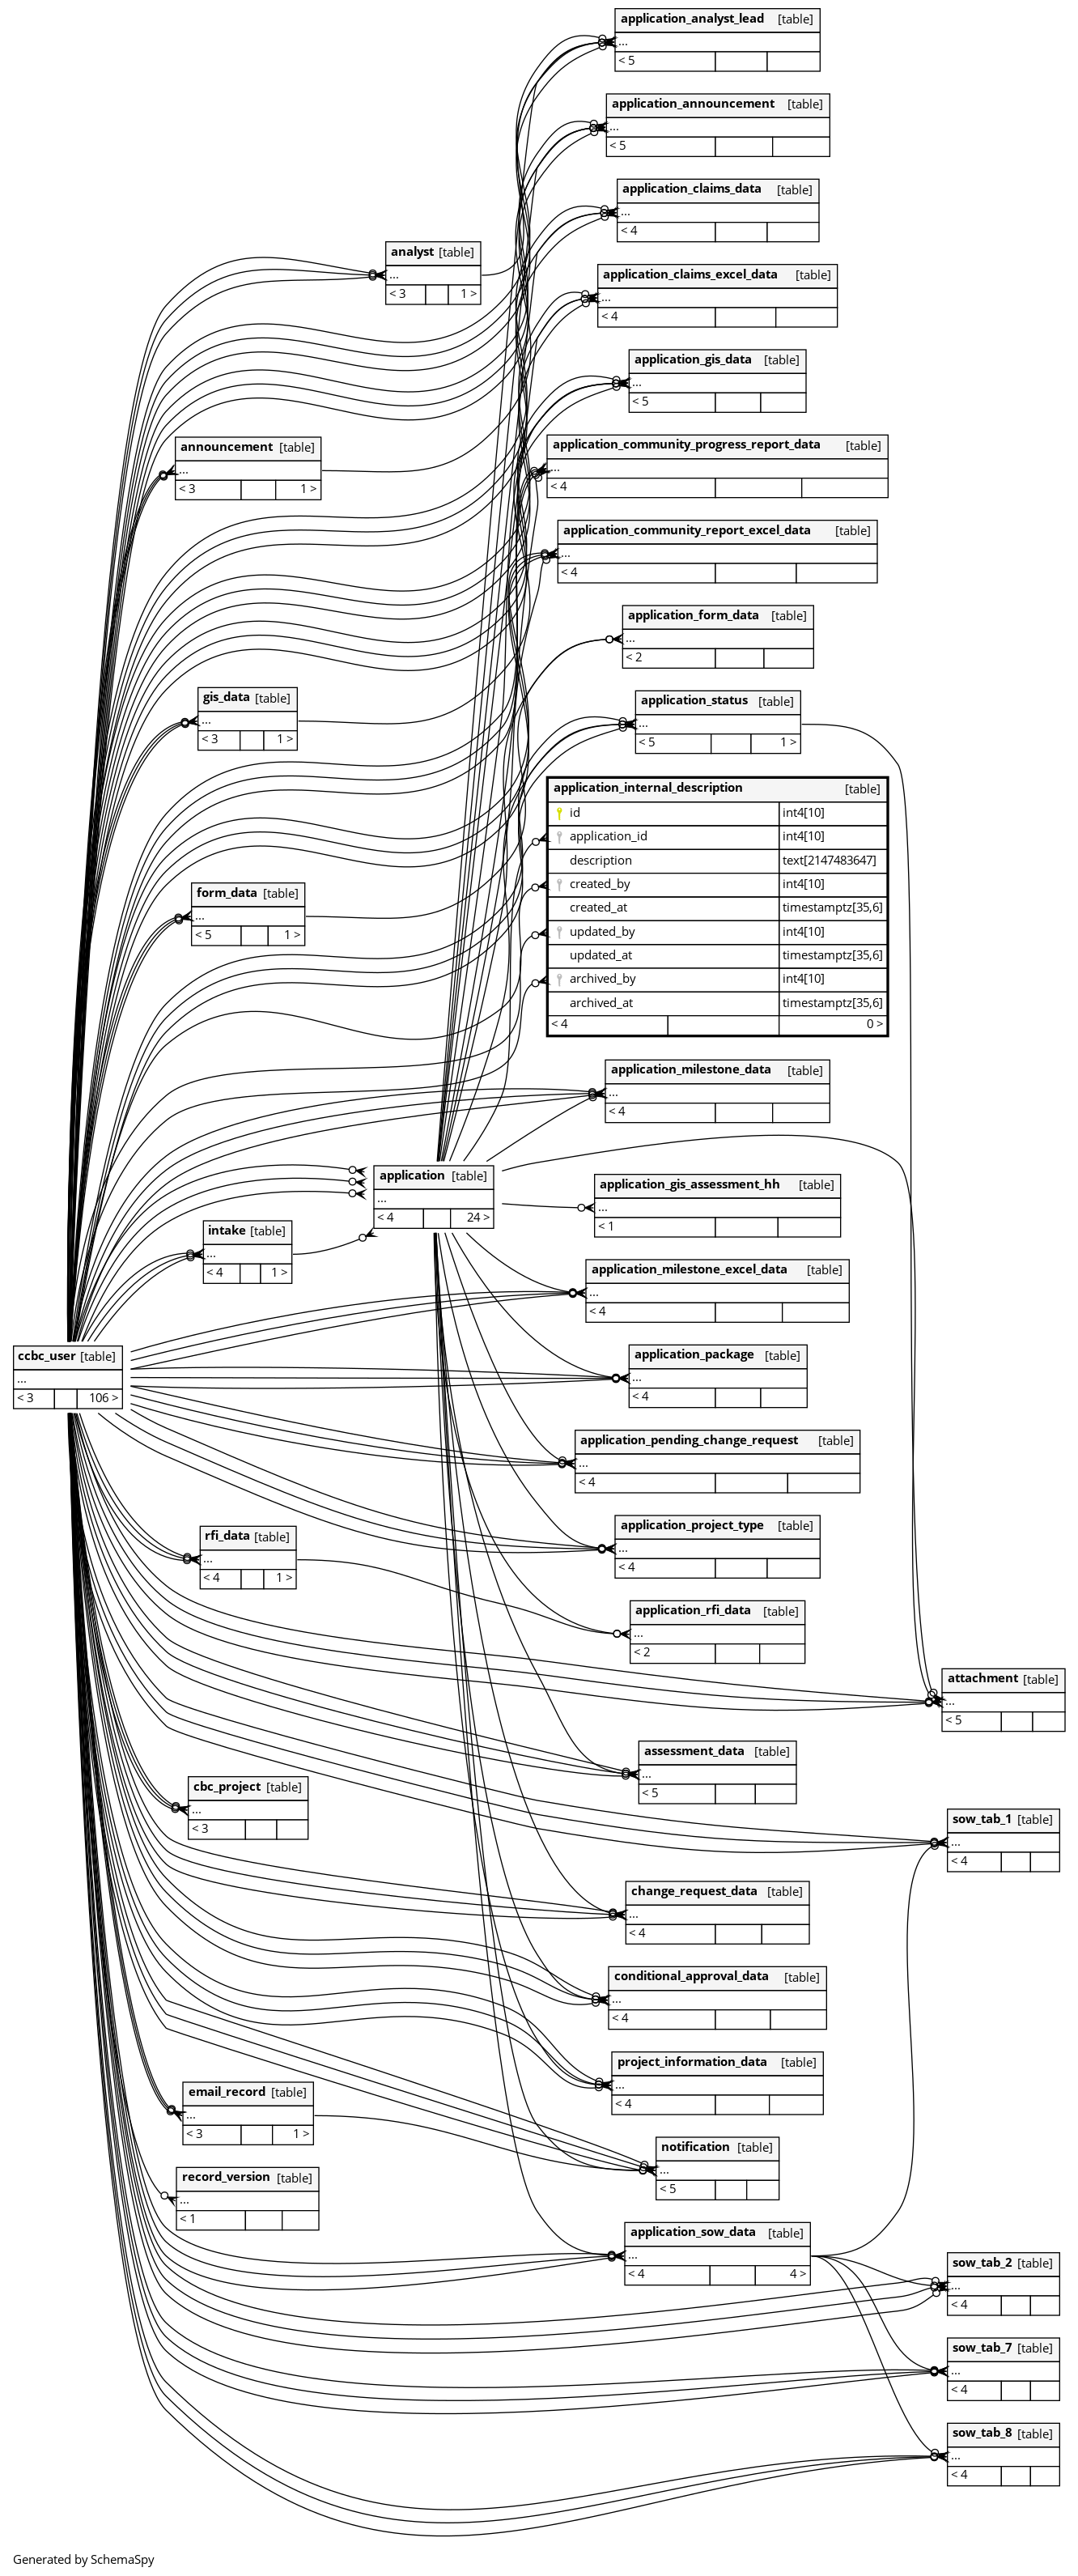 application_analyst_lead [table]
...
< 5
application_announcement [table]
...
< 5
application_claims_data [table]
...
< 4
analyst [table]
...
< 3 1 >
application_claims_excel_data [table]
...
< 4
application_gis_data [table]
...
< 5
announcement [table]
...
< 3 1 >
application_community_progress_report_data [table]
...
< 4
application_community_report_excel_data [table]
...
< 4
application_form_data [table]
...
< 2
gis_data [table]
...
< 3 1 >
application_status [table]
...
< 5 1 >
application_internal_description [table]
id int4[10]
application_id int4[10]
description text[2147483647]
created_by int4[10]
created_at timestamptz[35,6]
updated_by int4[10]
updated_at timestamptz[35,6]
archived_by int4[10]
archived_at timestamptz[35,6]
< 4 0 >
form_data [table]
...
< 5 1 >
application_milestone_data [table]
...
< 4
application [table]
...
< 4 24 >
application_gis_assessment_hh [table]
...
< 1
intake [table]
...
< 4 1 >
application_milestone_excel_data [table]
...
< 4
ccbc_user [table]
...
< 3 106 >
application_package [table]
...
< 4
application_pending_change_request [table]
...
< 4
application_project_type [table]
...
< 4
rfi_data [table]
...
< 4 1 >
application_rfi_data [table]
...
< 2
attachment [table]
...
< 5
assessment_data [table]
...
< 5
cbc_project [table]
...
< 3
sow_tab_1 [table]
...
< 4
change_request_data [table]
...
< 4
conditional_approval_data [table]
...
< 4
project_information_data [table]
...
< 4
email_record [table]
...
< 3 1 >
notification [table]
...
< 5
record_version [table]
...
< 1
application_sow_data [table]
...
< 4 4 >
sow_tab_2 [table]
...
< 4
sow_tab_7 [table]
...
< 4
sow_tab_8 [table]
...
< 4
Generated by SchemaSpy